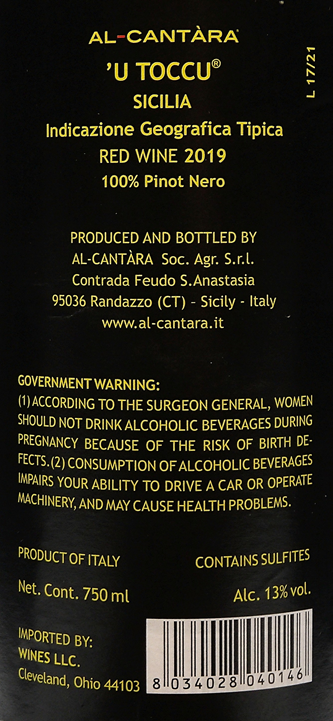 AL-CANTÀRA
'U TOCCU®
SICILIA
Indicazione Geografica Tipica
RED WINE 2019
100% Pinot Nero
L 17/21
PRODUCED AND BOTTLED BY
AL-CANTÀRA Soc. Agr. S.r.l.
Contrada Feudo S.Anastasia
95036 Randazzo (CT) - Sicily - Italy
www.al-cantara.it
GOVERNMENT WARNING:
(1) ACCORDING TO THE SURGEON GENERAL, WOMEN
SHOULD NOT DRINK ALCOHOLIC BEVERAGES DURING
PREGNANCY BECAUSE OF THE RISK OF BIRTH DE-
FECTS. (2) CONSUMPTION OF ALCOHOLIC BEVERAGES
IMPAIRS YOUR ABILITY TO DRIVE A CAR OR OPERATE
MACHINERY, AND MAY CAUSE HEALTH PROBLEMS.
PRODUCT OF ITALY
CONTAINS SULFITES
Net. Cont. 750 ml
Alc. 13% vol.
IMPORTED BY:
WINES LLC.
Cleveland, Ohio 44103
8 034028 040146